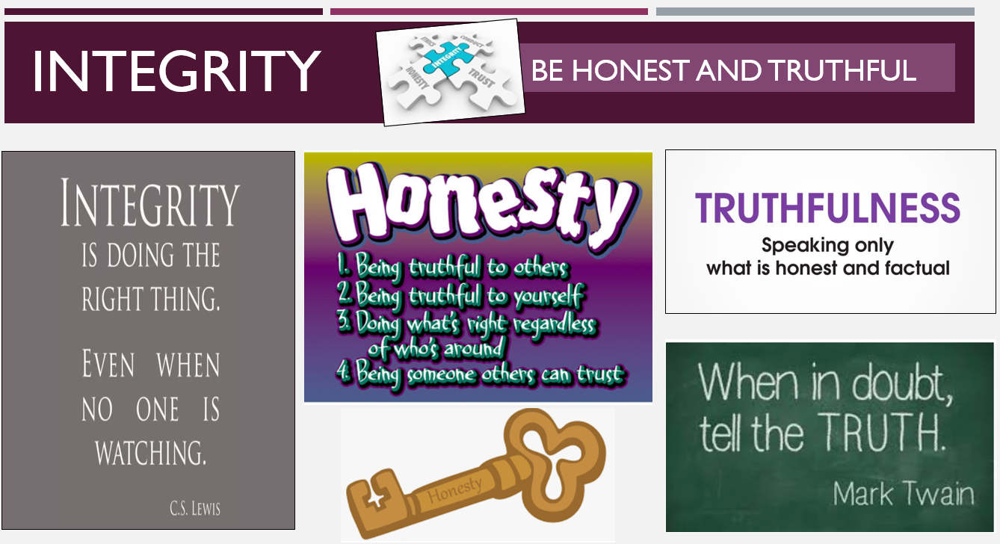 INTEGRITY
ETHICS
CONDUCT
INTEGRITY
HONESTY
TRUST
BE HONEST AND TRUTHFUL
INTEGRITY
IS DOING THE
RIGHT THING.
EVEN WHEN
NO ONE IS
WATCHING.
C.S. LEWIS
Honesty
1. Being truthful to others
2. Being truthful to yourself
3. Doing what's right regardless
of who's around
4. Being someone others can trust
Honesty
TRUTHFULNESS
Speaking only
what is honest and factual
When in doubt,
tell the TRUTH.
Mark Twain